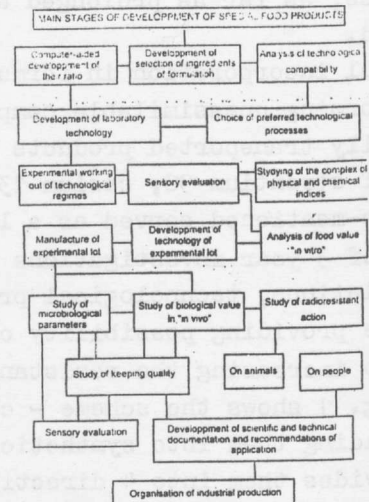 MAIN STAGES OF DEVELOPMENT OF SPECIAL FOOD PRODUCTS
Computer-aided
development of
their ratio
Development of
selection of ingredients
of formulation
Analysis of technological
compatibility
Development of laboratory
technology
Choice of preferred technological
processes
Experimental working
out of technological
regimes
Sensory evaluation
Styoying of the complex of
physical and chemical
indices
Manufacture of
experimental lot
Development of
technology of
experimental lot
Analysis of food value
"in vitro"
Study of
microbiological
parameters
Study of biological value
in "in vivo"
Study of radioresistant
action
Study of keeping quality
On animals
On people
Sensory evaluation
Developpment of scientific and technical
documentation and recommendations of
application
Organisation of industrial production